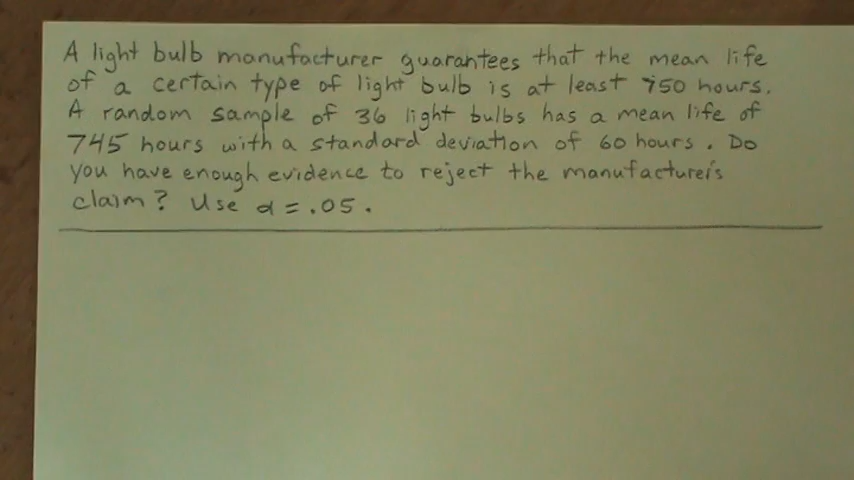 A light bulb manufacturer guarantees that the mean life
of a certain type of light bulb is at least 750 hours.
A random sample of 36 light bulbs has a mean life of
745 hours with a standard deviation of 60 hours. Do
you have enough evidence to reject the manufacturer's
claim? Use α = .05.